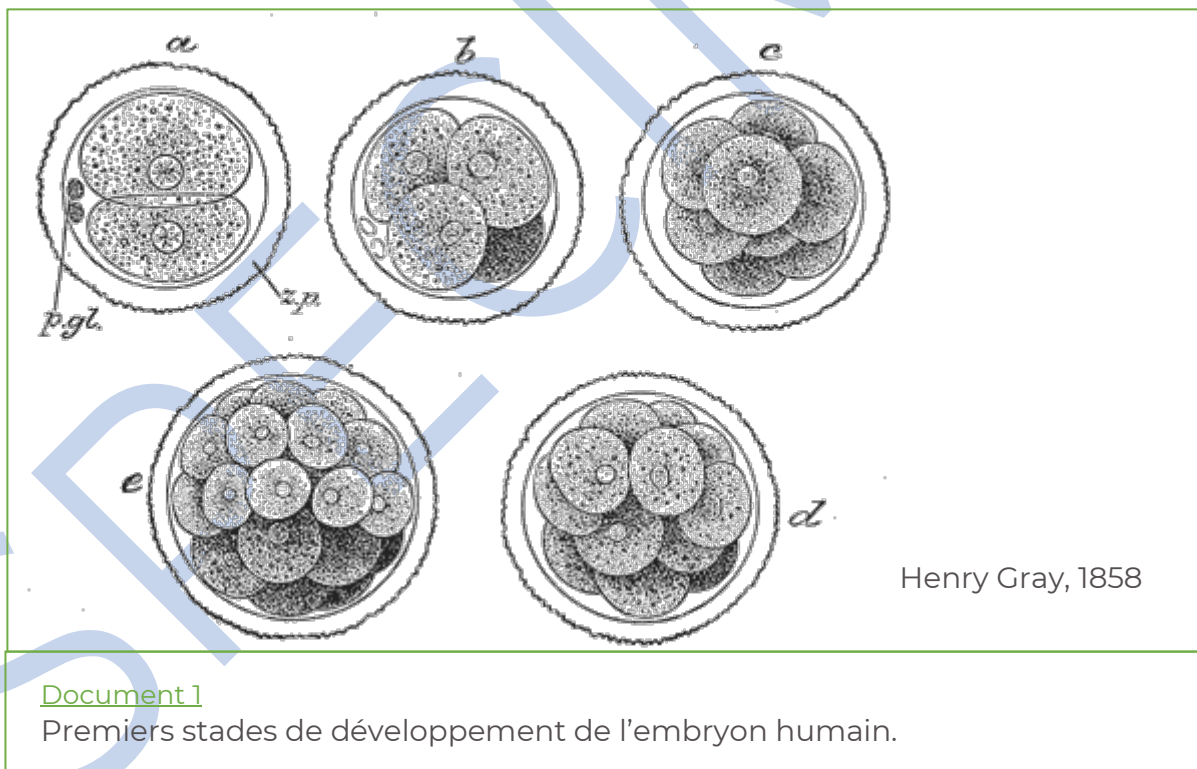 a
b
c
p.gl.
z.p.
e
d
Henry Gray, 1858
Document 1
Premiers stades de développement de l’embryon humain.